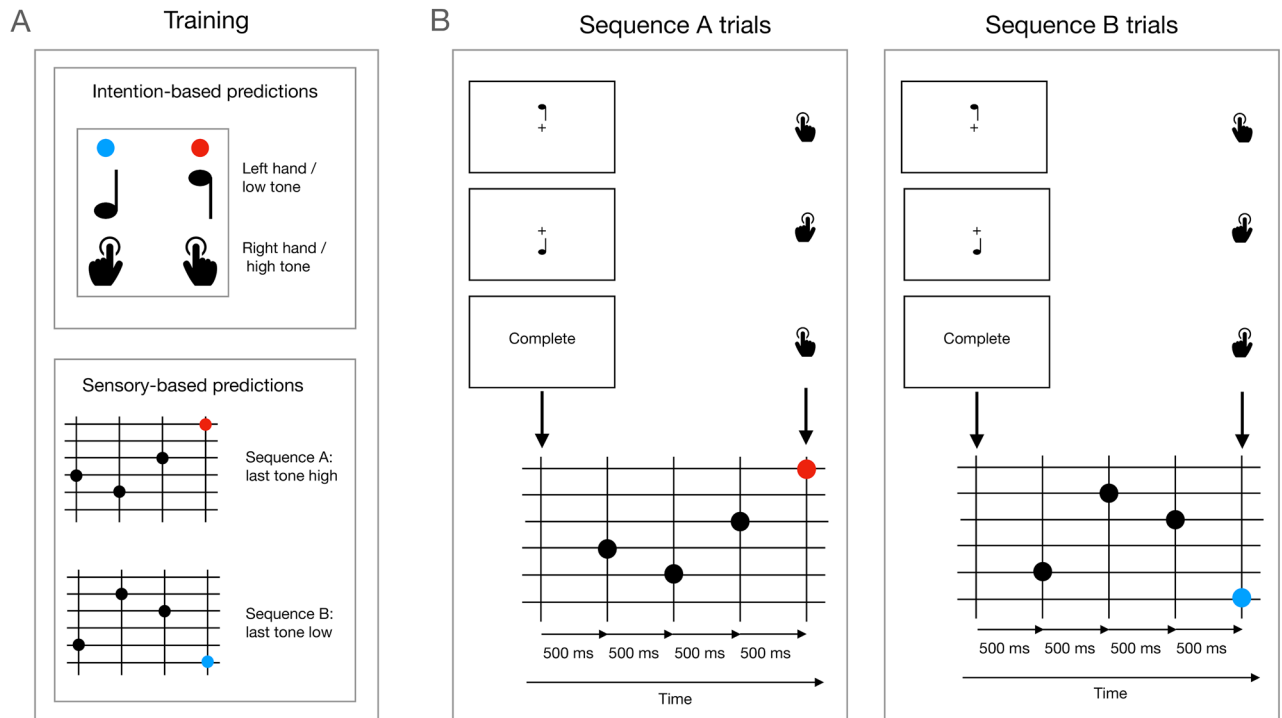 A
Training
Intention-based predictions
Left hand /
low tone
Right hand /
high tone
Sensory-based predictions
Sequence A:
last tone high
Sequence B:
last tone low
B
Sequence A trials
+
+
Complete
500 ms 500 ms 500 ms 500 ms
Time
Sequence B trials
+
+
Complete
500 ms 500 ms 500 ms 500 ms
Time